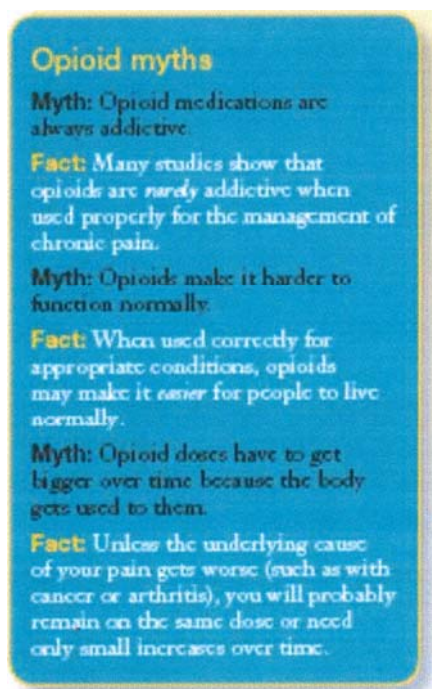 Opioid myths
Myth: Opioid medications are
always addictive.
Fact: Many studies show that
opioids are rarely addictive when
used properly for the management of
chronic pain.
Myth: Opioids make it harder to
function normally.
Fact: When used correctly for
appropriate conditions, opioids
may make it easier for people to live
normally.
Myth: Opioid doses have to get
bigger over time because the body
gets used to them.
Fact: Unless the underlying cause
of your pain gets worse (such as with
cancer or arthritis), you will probably
remain on the same dose or need
only small increases over time.